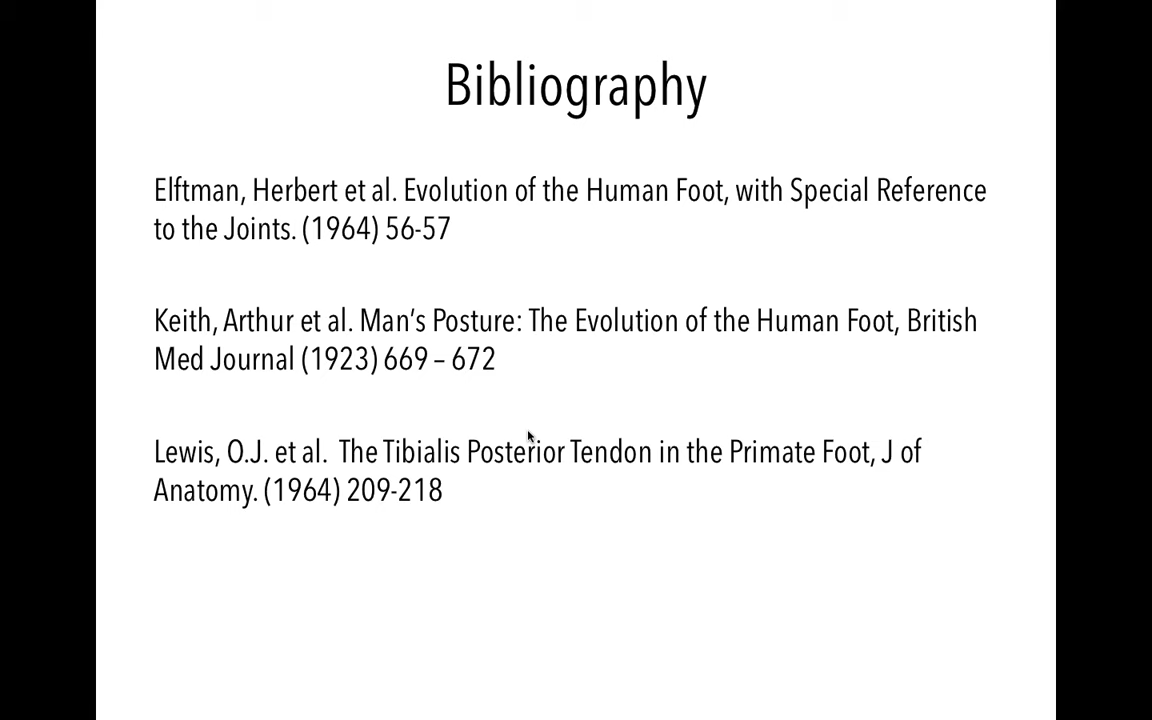 Bibliography
Elftman, Herbert et al. Evolution of the Human Foot, with Special Reference
to the Joints. (1964) 56-57
Keith, Arthur et al. Man’s Posture: The Evolution of the Human Foot, British
Med Journal (1923) 669 – 672
Lewis, O.J. et al.  The Tibialis Posterior Tendon in the Primate Foot, J of
Anatomy. (1964) 209-218